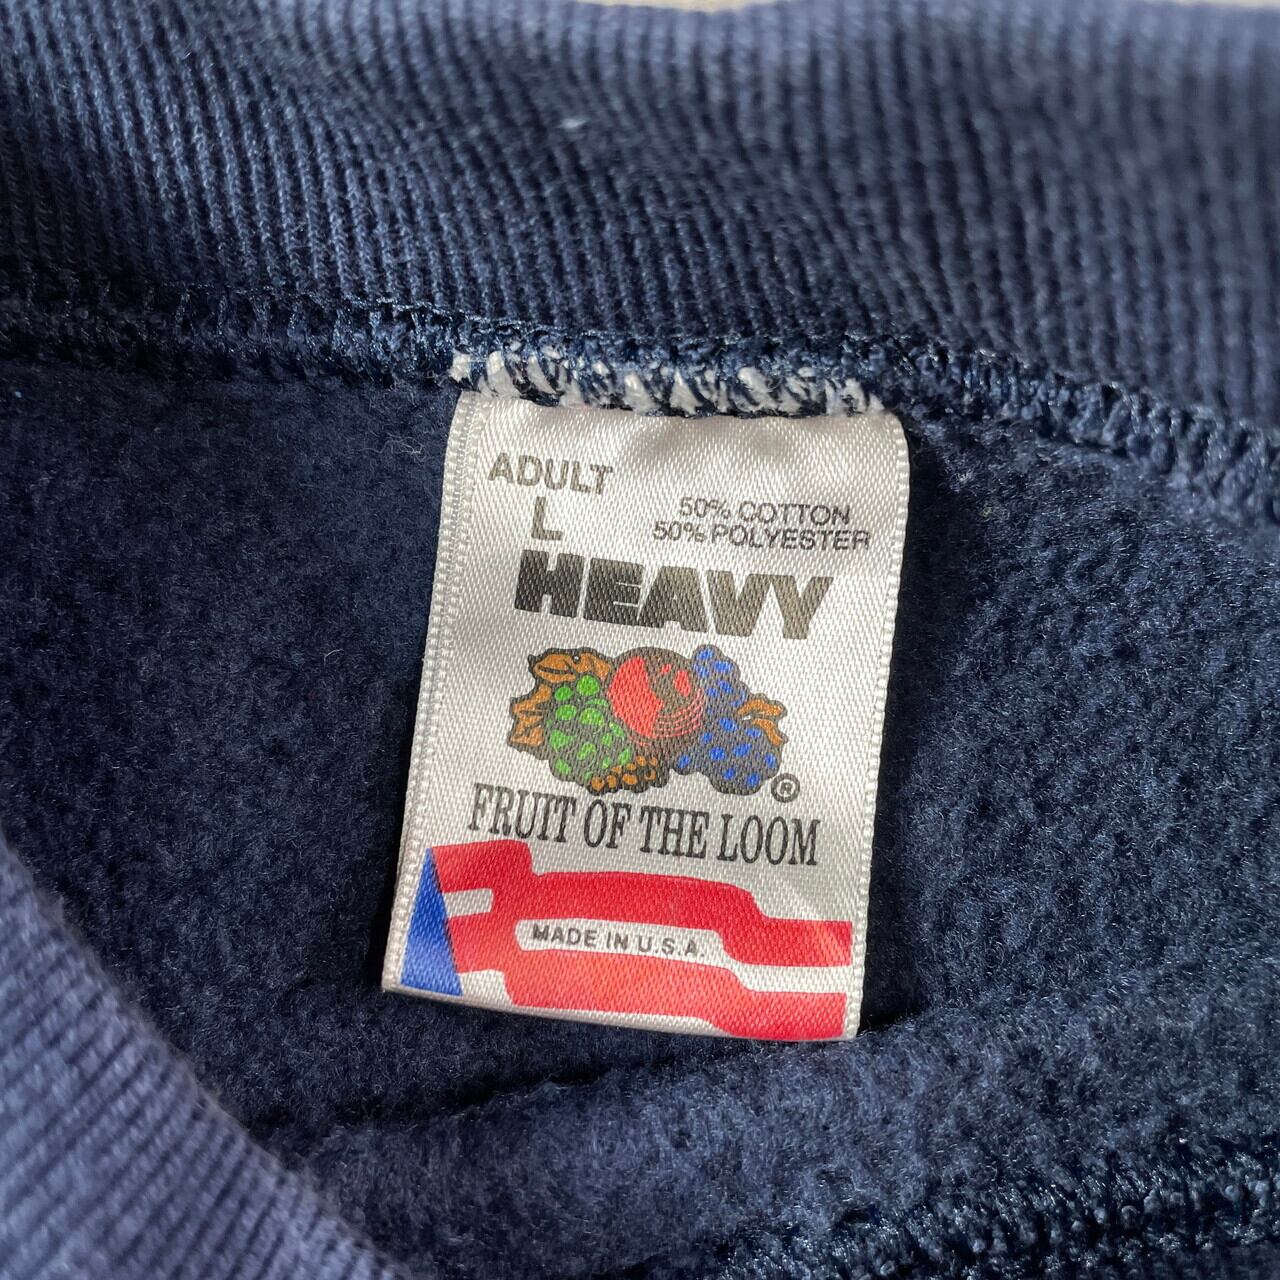 ADULT
L
50% COTTON
50% POLYESTER
HEAVY
®
FRUIT OF THE LOOM
MADE IN U.S.A.